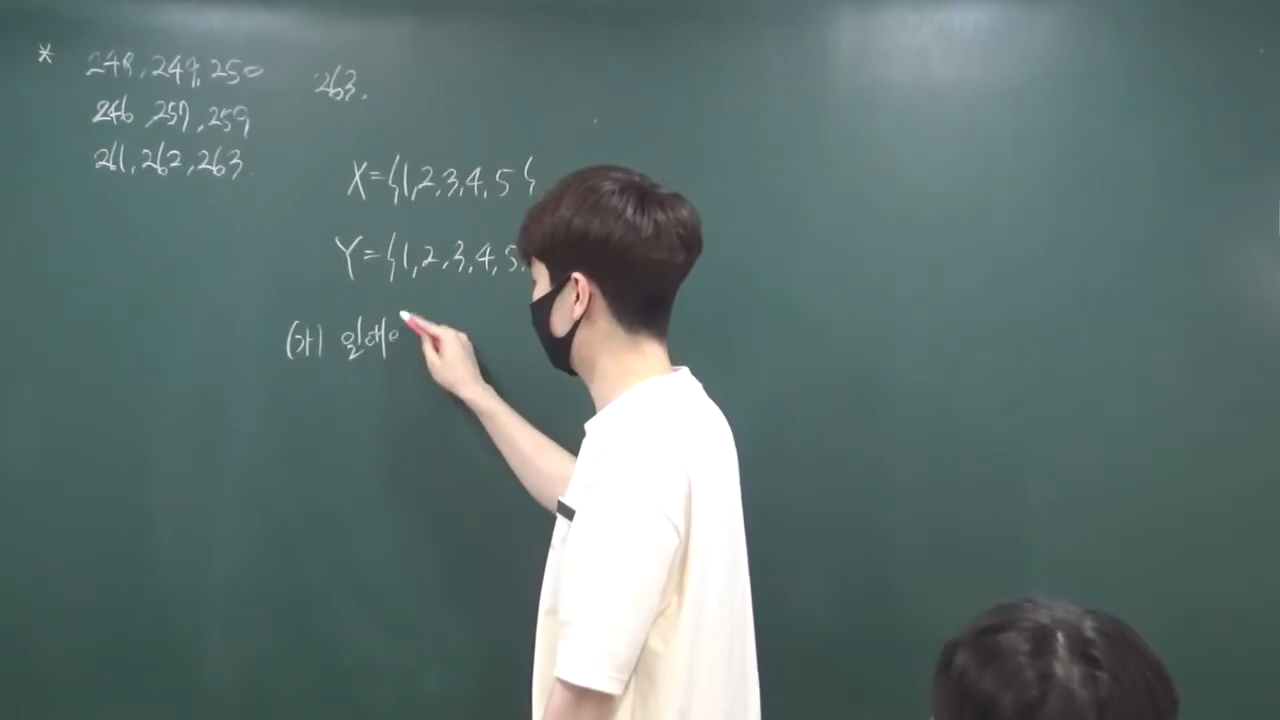 * 248, 249, 250
246, 257, 259
261, 262, 263.
263.
X={1,2,3,4,5}
Y={1,2,3,4,5,
(가) 일대